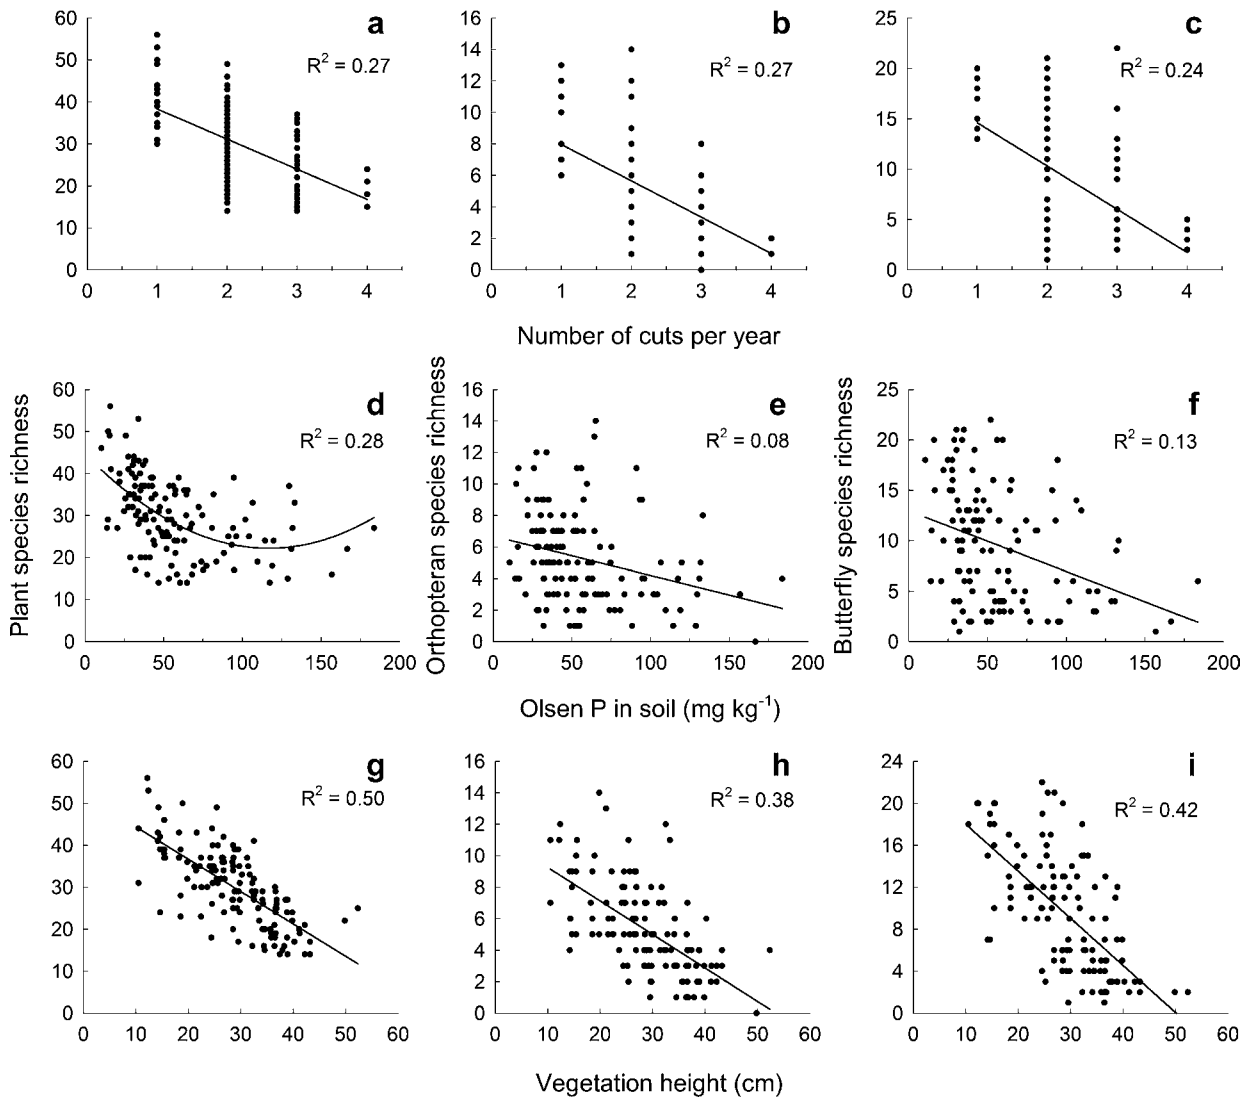 a
R² = 0.27
60
50
40
30
20
10
0
0 1 2 3 4
b
R² = 0.27
16
14
12
10
8
6
4
2
0
0 1 2 3 4
c
R² = 0.24
25
20
15
10
5
0
0 1 2 3 4
Number of cuts per year
Plant species richness
d
R² = 0.28
60
50
40
30
20
10
0
0 25 50 75 100 125 150 175 200
Orthopteran species richness
e
R² = 0.08
16
14
12
10
8
6
4
2
0
0 50 100 150 200
Butterfly species richness
f
R² = 0.13
25
20
15
10
5
0
0 50 100 150 200
Olsen P in soil (mg kg⁻¹)
g
R² = 0.50
60
50
40
30
20
10
0
0 10 20 30 40 50 60
h
R² = 0.38
16
14
12
10
8
6
4
2
0
0 10 20 30 40 50 60
i
R² = 0.42
24
20
16
12
8
4
0
0 10 20 30 40 50 60
Vegetation height (cm)